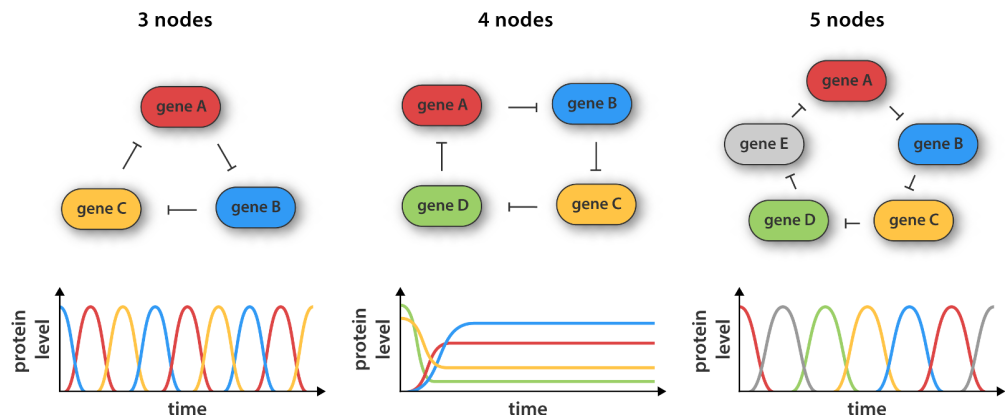 3 nodes
4 nodes
5 nodes
gene A
gene C
gene B
gene A
gene B
gene D
gene C
gene A
gene E
gene B
gene D
gene C
protein
level
time
protein
level
time
protein
level
time